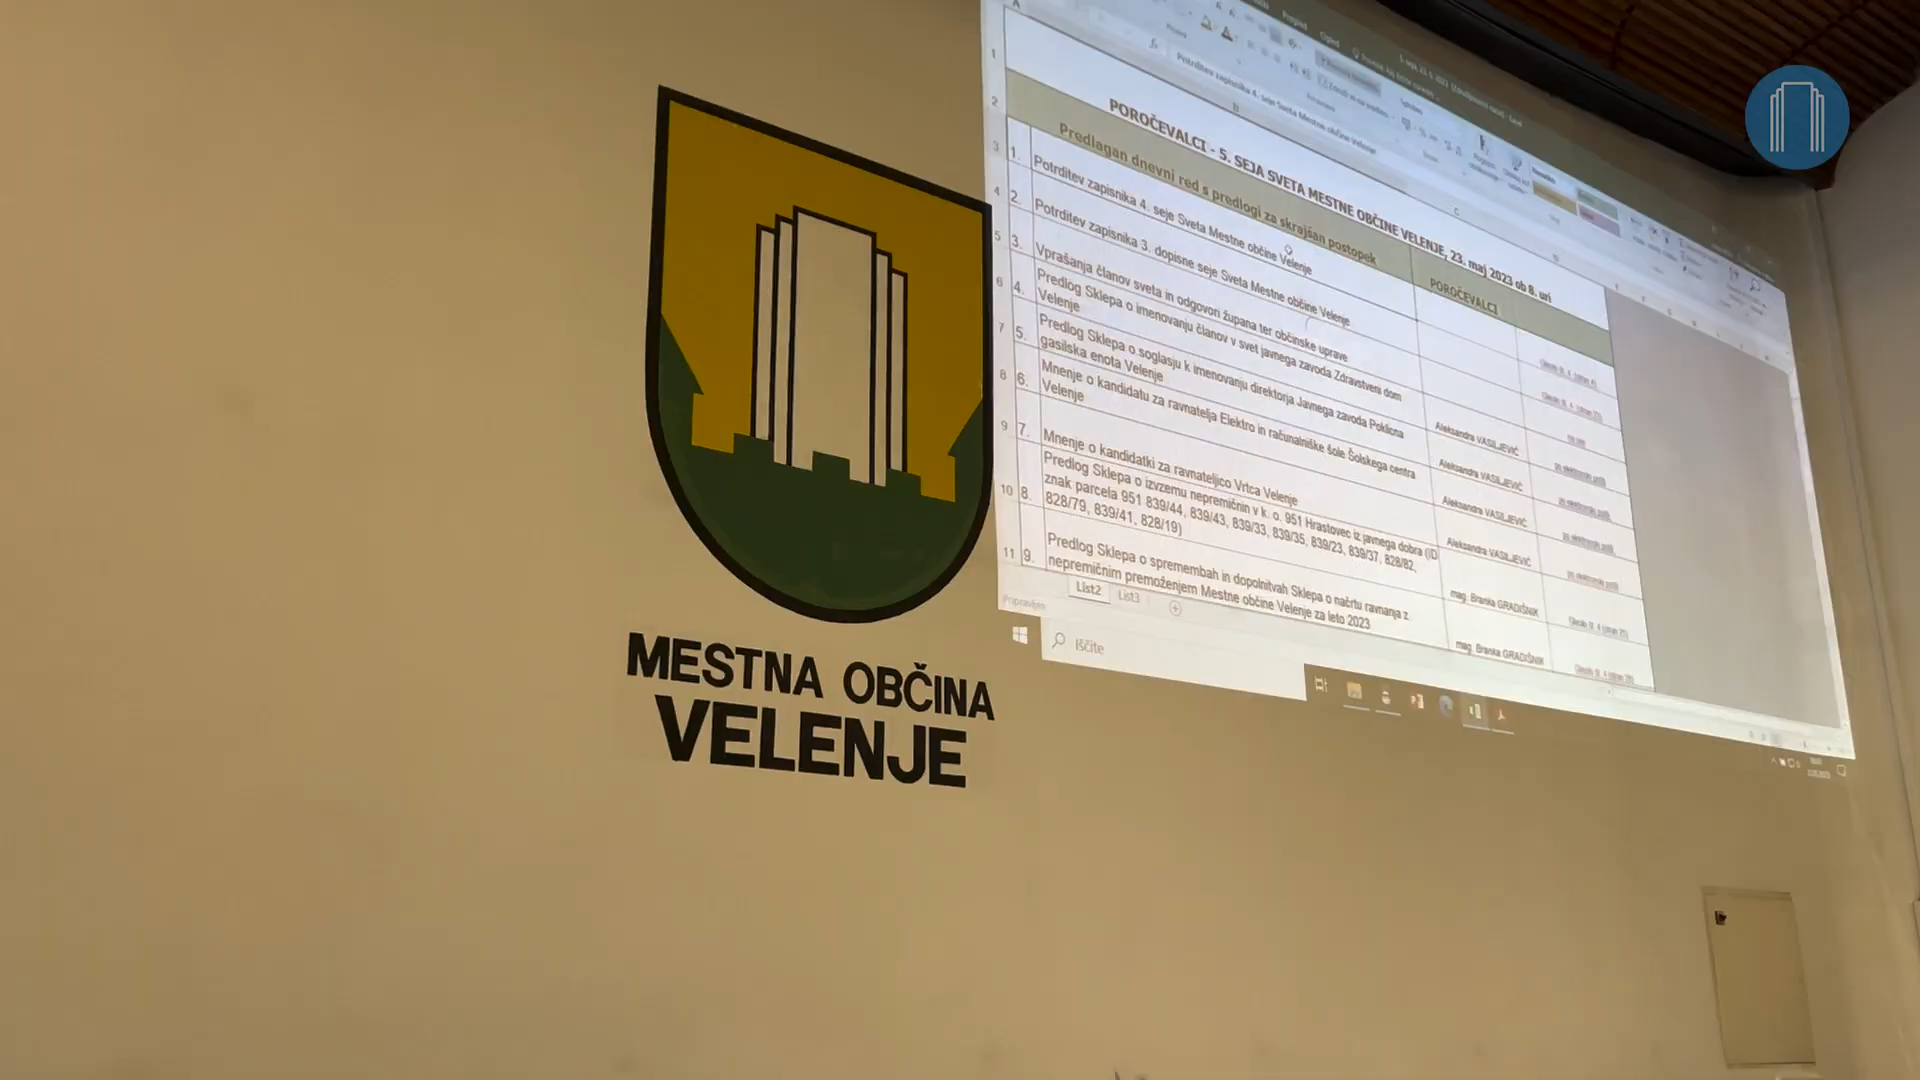 MESTNA OBČINA
VELENJE
POROČEVALCI - 5. SEJA SVETA MESTNE OBČINE VELENJE, 23. maj 2023 ob 8. uri
Predlagan dnevni red s predlogi za skrajšan postopek
POROČEVALCI
1. Potrditev zapisnika 4. seje Sveta Mestne občine Velenje
2. Potrditev zapisnika 3. dopisne seje Sveta Mestne občine Velenje
3. Vprašanja članov sveta in odgovori župana ter občinske uprave
4. Predlog Sklepa o imenovanju članov v svet javnega zavoda Zdravstveni dom
Velenje
Aleksandra VASILJEVIĆ
5. Predlog Sklepa o soglasju k imenovanju direktorja Javnega zavoda Poklicna
gasilska enota Velenje
Aleksandra VASILJEVIĆ
6. Mnenje o kandidatu za ravnatelja Elektro in računalniške šole Šolskega centra
Velenje
Aleksandra VASILJEVIĆ
7. Mnenje o kandidatki za ravnateljico Vrtca Velenje
Aleksandra VASILJEVIĆ
8. Predlog Sklepa o izvzemu nepremičnin v k. o. 951 Hrastovec iz javnega dobra (ID
znak parcela 951 839/44, 839/43, 839/33, 839/35, 839/23, 839/37, 828/82,
828/79, 839/41, 828/19)
mag. Branka GRADIŠNIK
9. Predlog Sklepa o spremembah in dopolnitvah Sklepa o načrtu ravnanja z
nepremičnim premoženjem Mestne občine Velenje za leto 2023
mag. Branka GRADIŠNIK
List2 List3
Pripravljen
Iščite